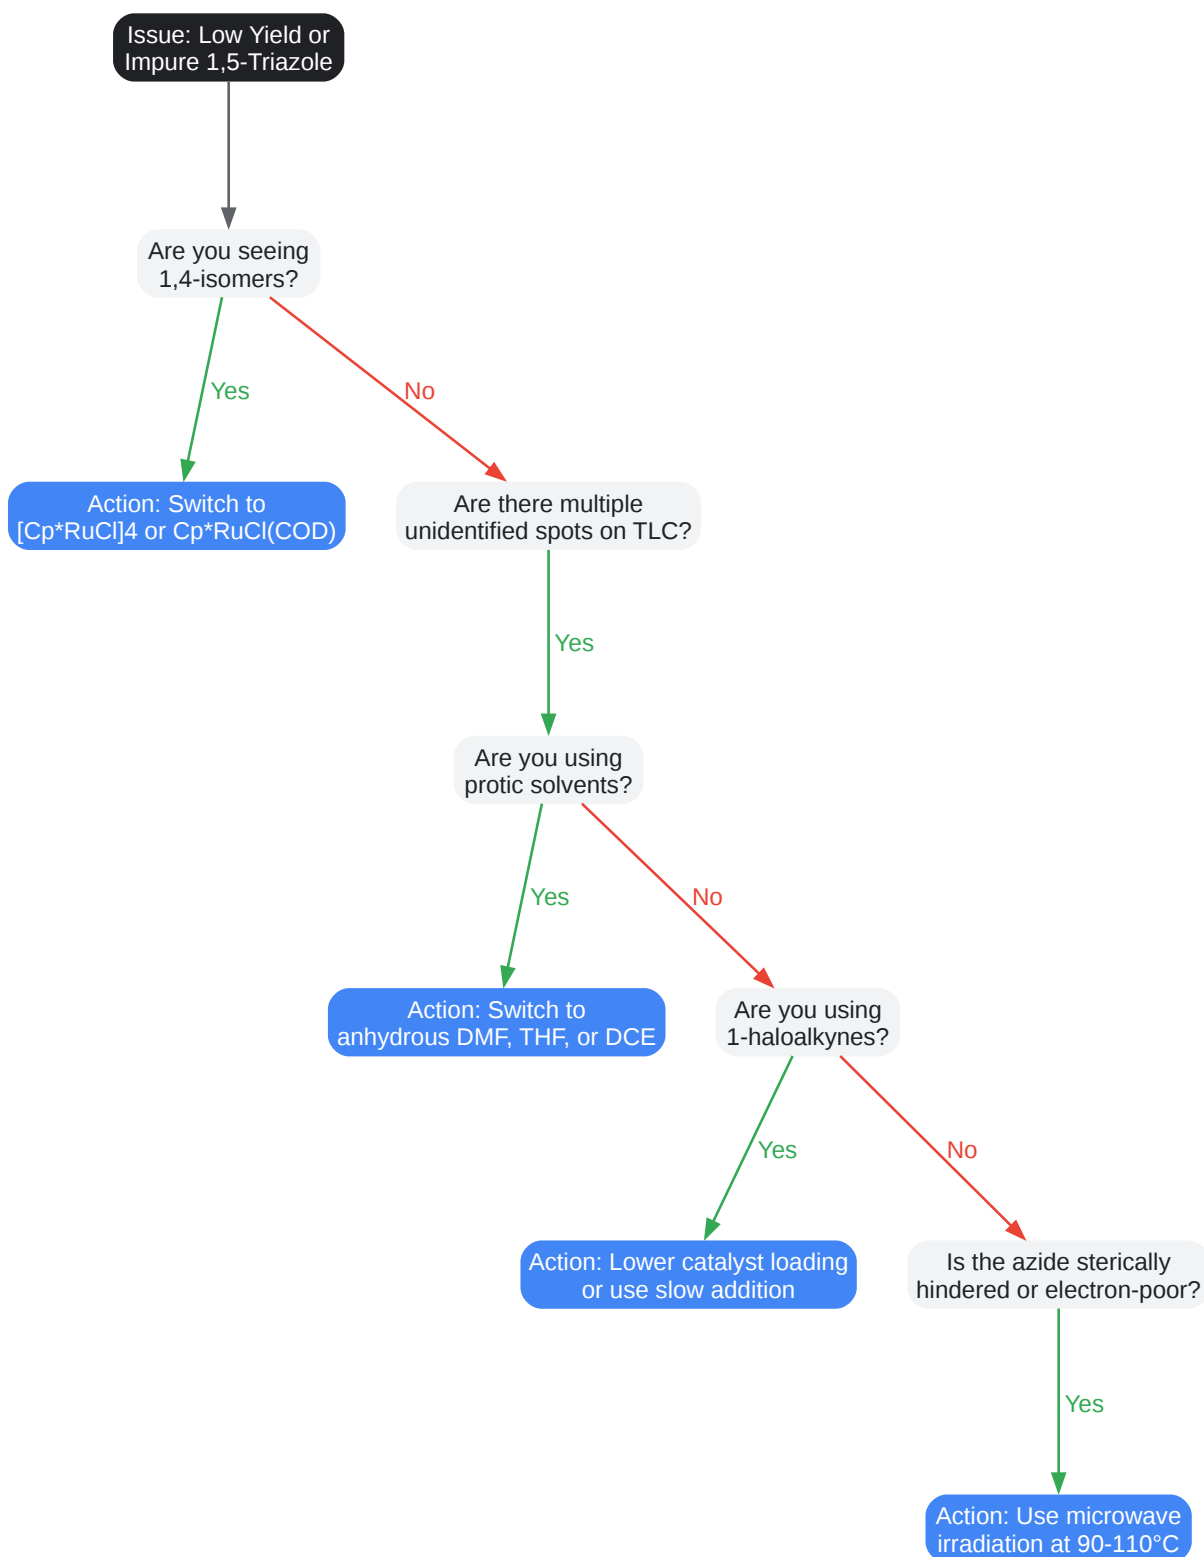 Issue: Low Yield or
Impure 1,5-Triazole
Are you seeing
1,4-isomers?
Yes
No
Action: Switch to
[Cp*RuCl]4 or Cp*RuCl(COD)
Are there multiple
unidentified spots on TLC?
Yes
Are you using
protic solvents?
Yes
No
Action: Switch to
anhydrous DMF, THF, or DCE
Are you using
1-haloalkynes?
Yes
No
Action: Lower catalyst loading
or use slow addition
Is the azide sterically
hindered or electron-poor?
Yes
Action: Use microwave
irradiation at 90-110°C